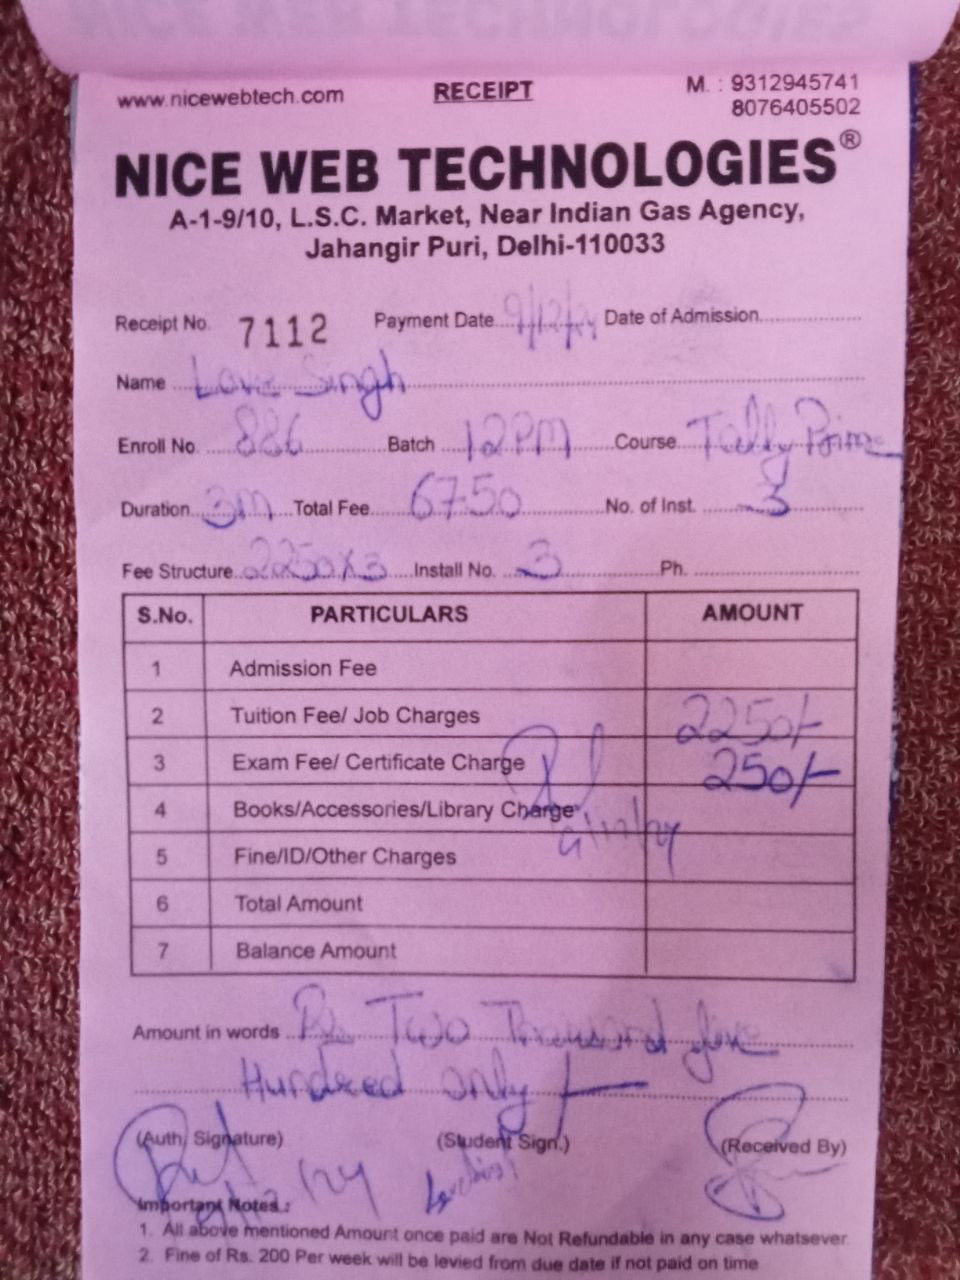 www.nicewebtech.com RECEIPT M. : 9312945741
8076405502
NICE WEB TECHNOLOGIES®
A-1-9/10, L.S.C. Market, Near Indian Gas Agency,
Jahangir Puri, Delhi-110033
Receipt No. 7112 Payment Date 9/12/24 Date of Admission
Name Love Singh
Enroll No. 886 Batch 12PM Course Tally Prime
Duration 3M Total Fee 6750 No. of Inst. 3
Fee Structure 2250x3 Install No. 3 Ph.
S.No. PARTICULARS AMOUNT
1 Admission Fee
2 Tuition Fee/ Job Charges 2250/-
3 Exam Fee/ Certificate Charge 250/-
4 Books/Accessories/Library Charge
5 Fine/ID/Other Charges
6 Total Amount
7 Balance Amount
Amount in words Rs Two Thousand five
Hundred only
(Auth. Signature) (Student Sign.) (Received By)
Important Notes :
1. All above mentioned Amount once paid are Not Refundable in any case whatsever.
2. Fine of Rs. 200 Per week will be levied from due date if not paid on time